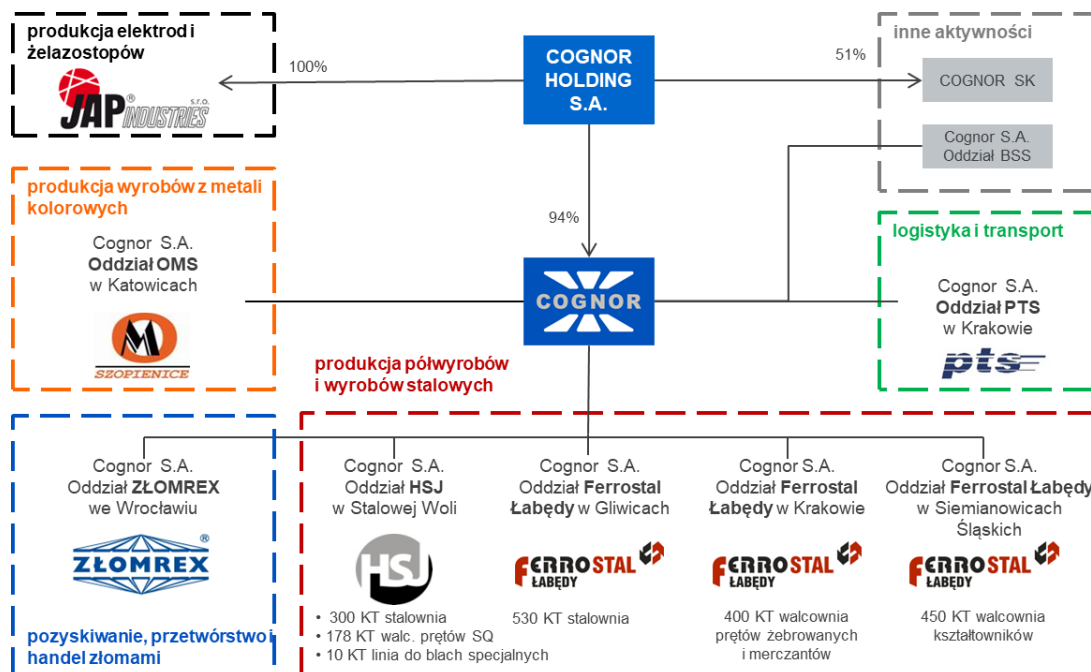 produkcja elektrod i
żelazostopów
JAP® s.r.o.
INDUSTRIES
100%
COGNOR
HOLDING
S.A.
51%
inne aktywności
COGNOR SK
Cognor S.A.
Oddział BSS
94%
produkcja wyrobów z metali
kolorowych
Cognor S.A.
Oddział OMS
w Katowicach
M
SZOPIENICE
COGNOR
logistyka i transport
Cognor S.A.
Oddział PTS
w Krakowie
pts
produkcja półwyrobów
i wyrobów stalowych
Cognor S.A.
Oddział ZŁOMREX
we Wrocławiu
ZŁOMREX®
pozyskiwanie, przetwórstwo i
handel złomami
Cognor S.A.
Oddział HSJ
w Stalowej Woli
HSJ
• 300 KT stalownia
• 178 KT walc. prętów SQ
• 10 KT linia do blach specjalnych
Cognor S.A.
Oddział Ferrostal
Łabędy w Gliwicach
FERROSTAL
ŁABĘDY
530 KT stalownia
Cognor S.A.
Oddział Ferrostal
Łabędy w Krakowie
FERROSTAL
ŁABĘDY
400 KT walcownia
prętów żebrowanych
i merczantów
Cognor S.A.
Oddział Ferrostal Łabędy
w Siemianowicach
Śląskich
FERROSTAL
ŁABĘDY
450 KT walcownia
kształtowników